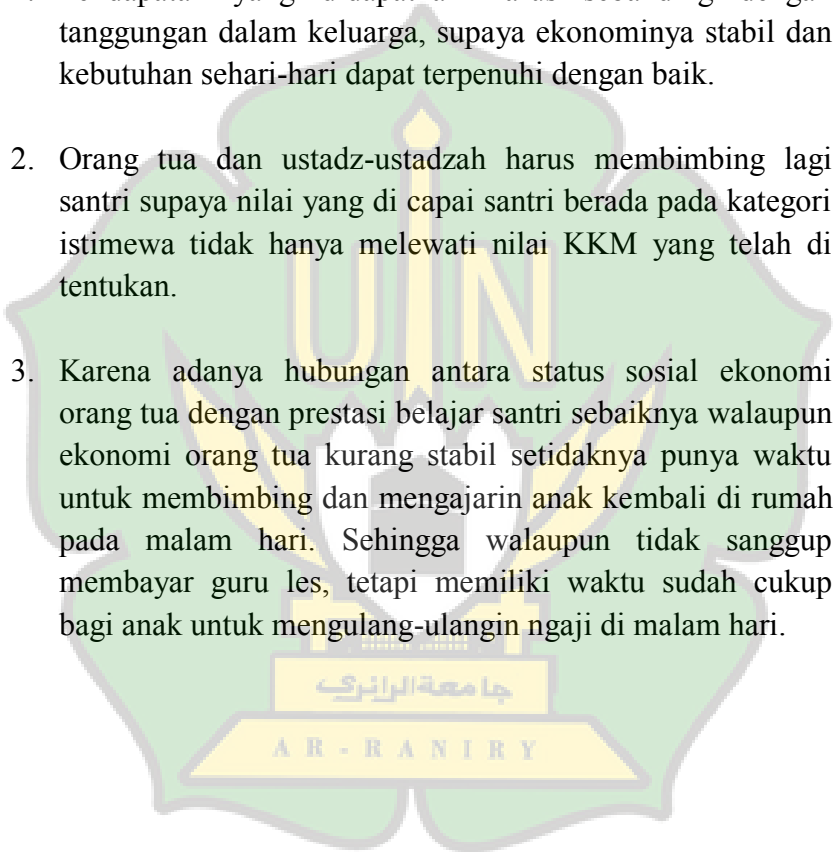 tanggungan dalam keluarga, supaya ekonominya stabil dan
kebutuhan sehari-hari dapat terpenuhi dengan baik.
2. Orang tua dan ustadz-ustadzah harus membimbing lagi
santri supaya nilai yang di capai santri berada pada kategori
istimewa tidak hanya melewati nilai KKM yang telah di
tentukan.
3. Karena adanya hubungan antara status sosial ekonomi
orang tua dengan prestasi belajar santri sebaiknya walaupun
ekonomi orang tua kurang stabil setidaknya punya waktu
untuk membimbing dan mengajarin anak kembali di rumah
pada malam hari. Sehingga walaupun tidak sanggup
membayar guru les, tetapi memiliki waktu sudah cukup
bagi anak untuk mengulang-ulangin ngaji di malam hari.
UIN
جامعة الرانري
AR-RANIRY